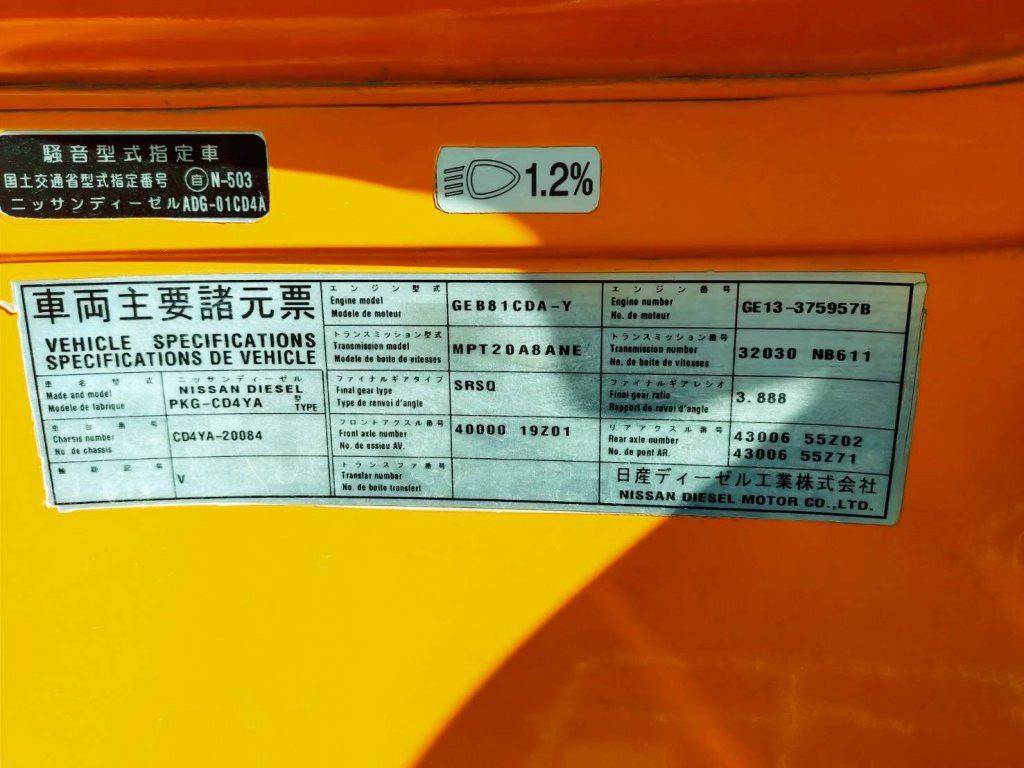 騒音型式指定車
国土交通省型式指定番号 自 N-503
ニッサンディーゼル ADG-01CD4A
1.2%
車両主要諸元票
VEHICLE SPECIFICATIONS
SPECIFICATIONS DE VEHICLE
車名型式
Made and model
Modele de fabrique
ニッサンディーゼル
NISSAN DIESEL
PKG-CD4YA 型 TYPE
車台番号
Chassis number
No. de chassis
CD4YA-20084
記号
V
エンジン型式
Engine model
Modele de moteur
GEB81CDA-Y
エンジン番号
Engine number
No. de moteur
GE13-375957B
トランスミッション型式
Transmission model
Modele de boite de vitesses
MPT20A8ANE
トランスミッション番号
Transmission number
No. de boite de vitesses
32030 NB611
ファイナルギアタイプ
Final gear type
Type de renvoi d'angle
SRSQ
ファイナルギアレシオ
Final gear ratio
Rapport de revoi d'angle
3.888
フロントアクスル番号
Front axle number
No. de essieu AV.
40000 19Z01
リアアクスル番号
Rear axle number
No. de pont AR.
43006 55Z02
43006 55Z71
トランスファ番号
Transfer number
No. de boite transfert
日産ディーゼル工業株式会社
NISSAN DIESEL MOTOR CO.,LTD.